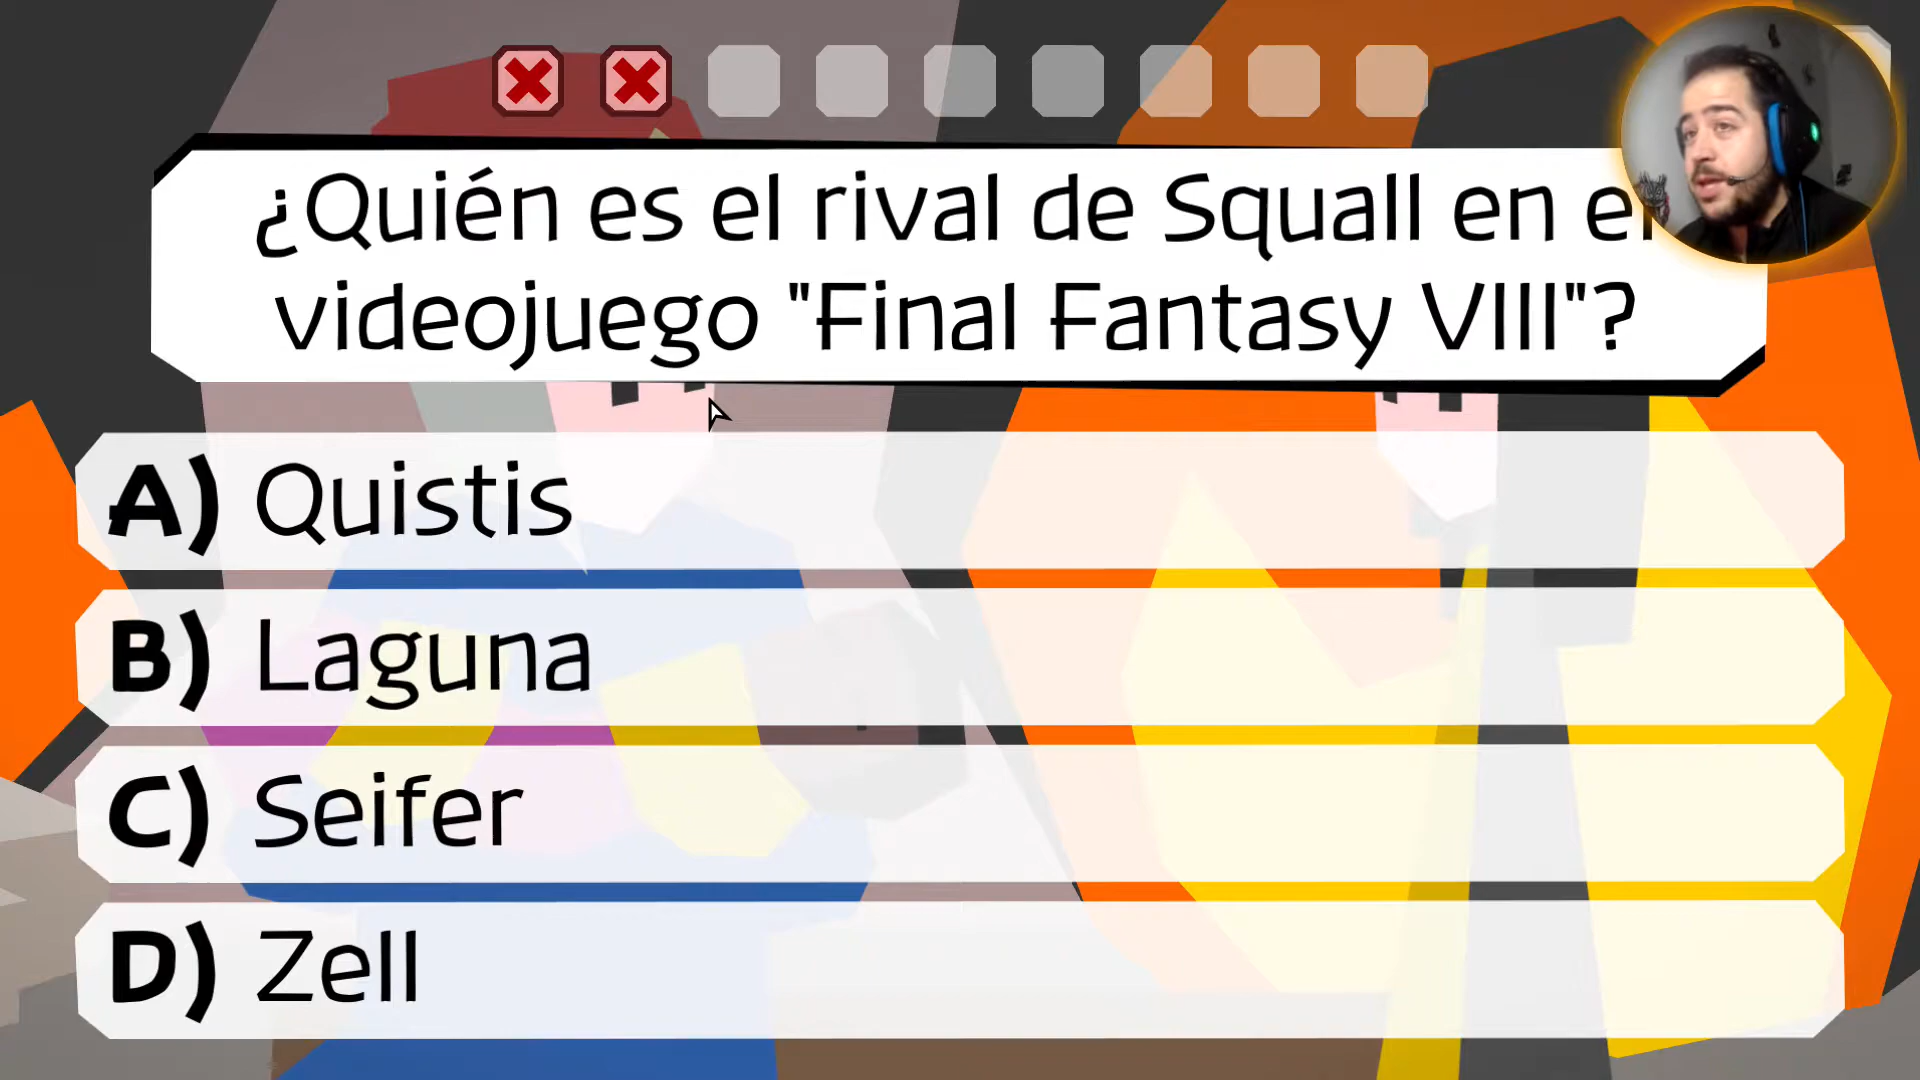 ¿Quién es el rival de Squall en el
videojuego "Final Fantasy VIII"?
A) Quistis
B) Laguna
C) Seifer
D) Zell